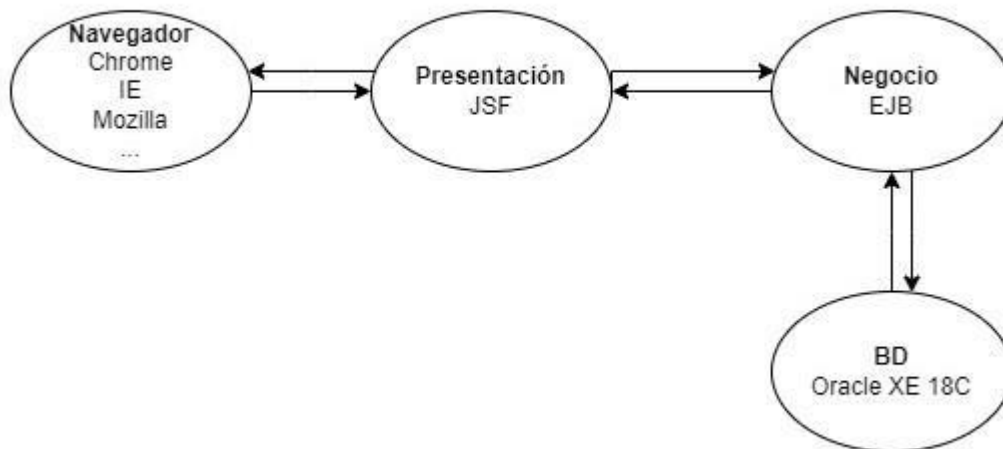 Navegador
Chrome
IE
Mozilla
...
Presentación
JSF
Negocio
EJB
BD
Oracle XE 18C